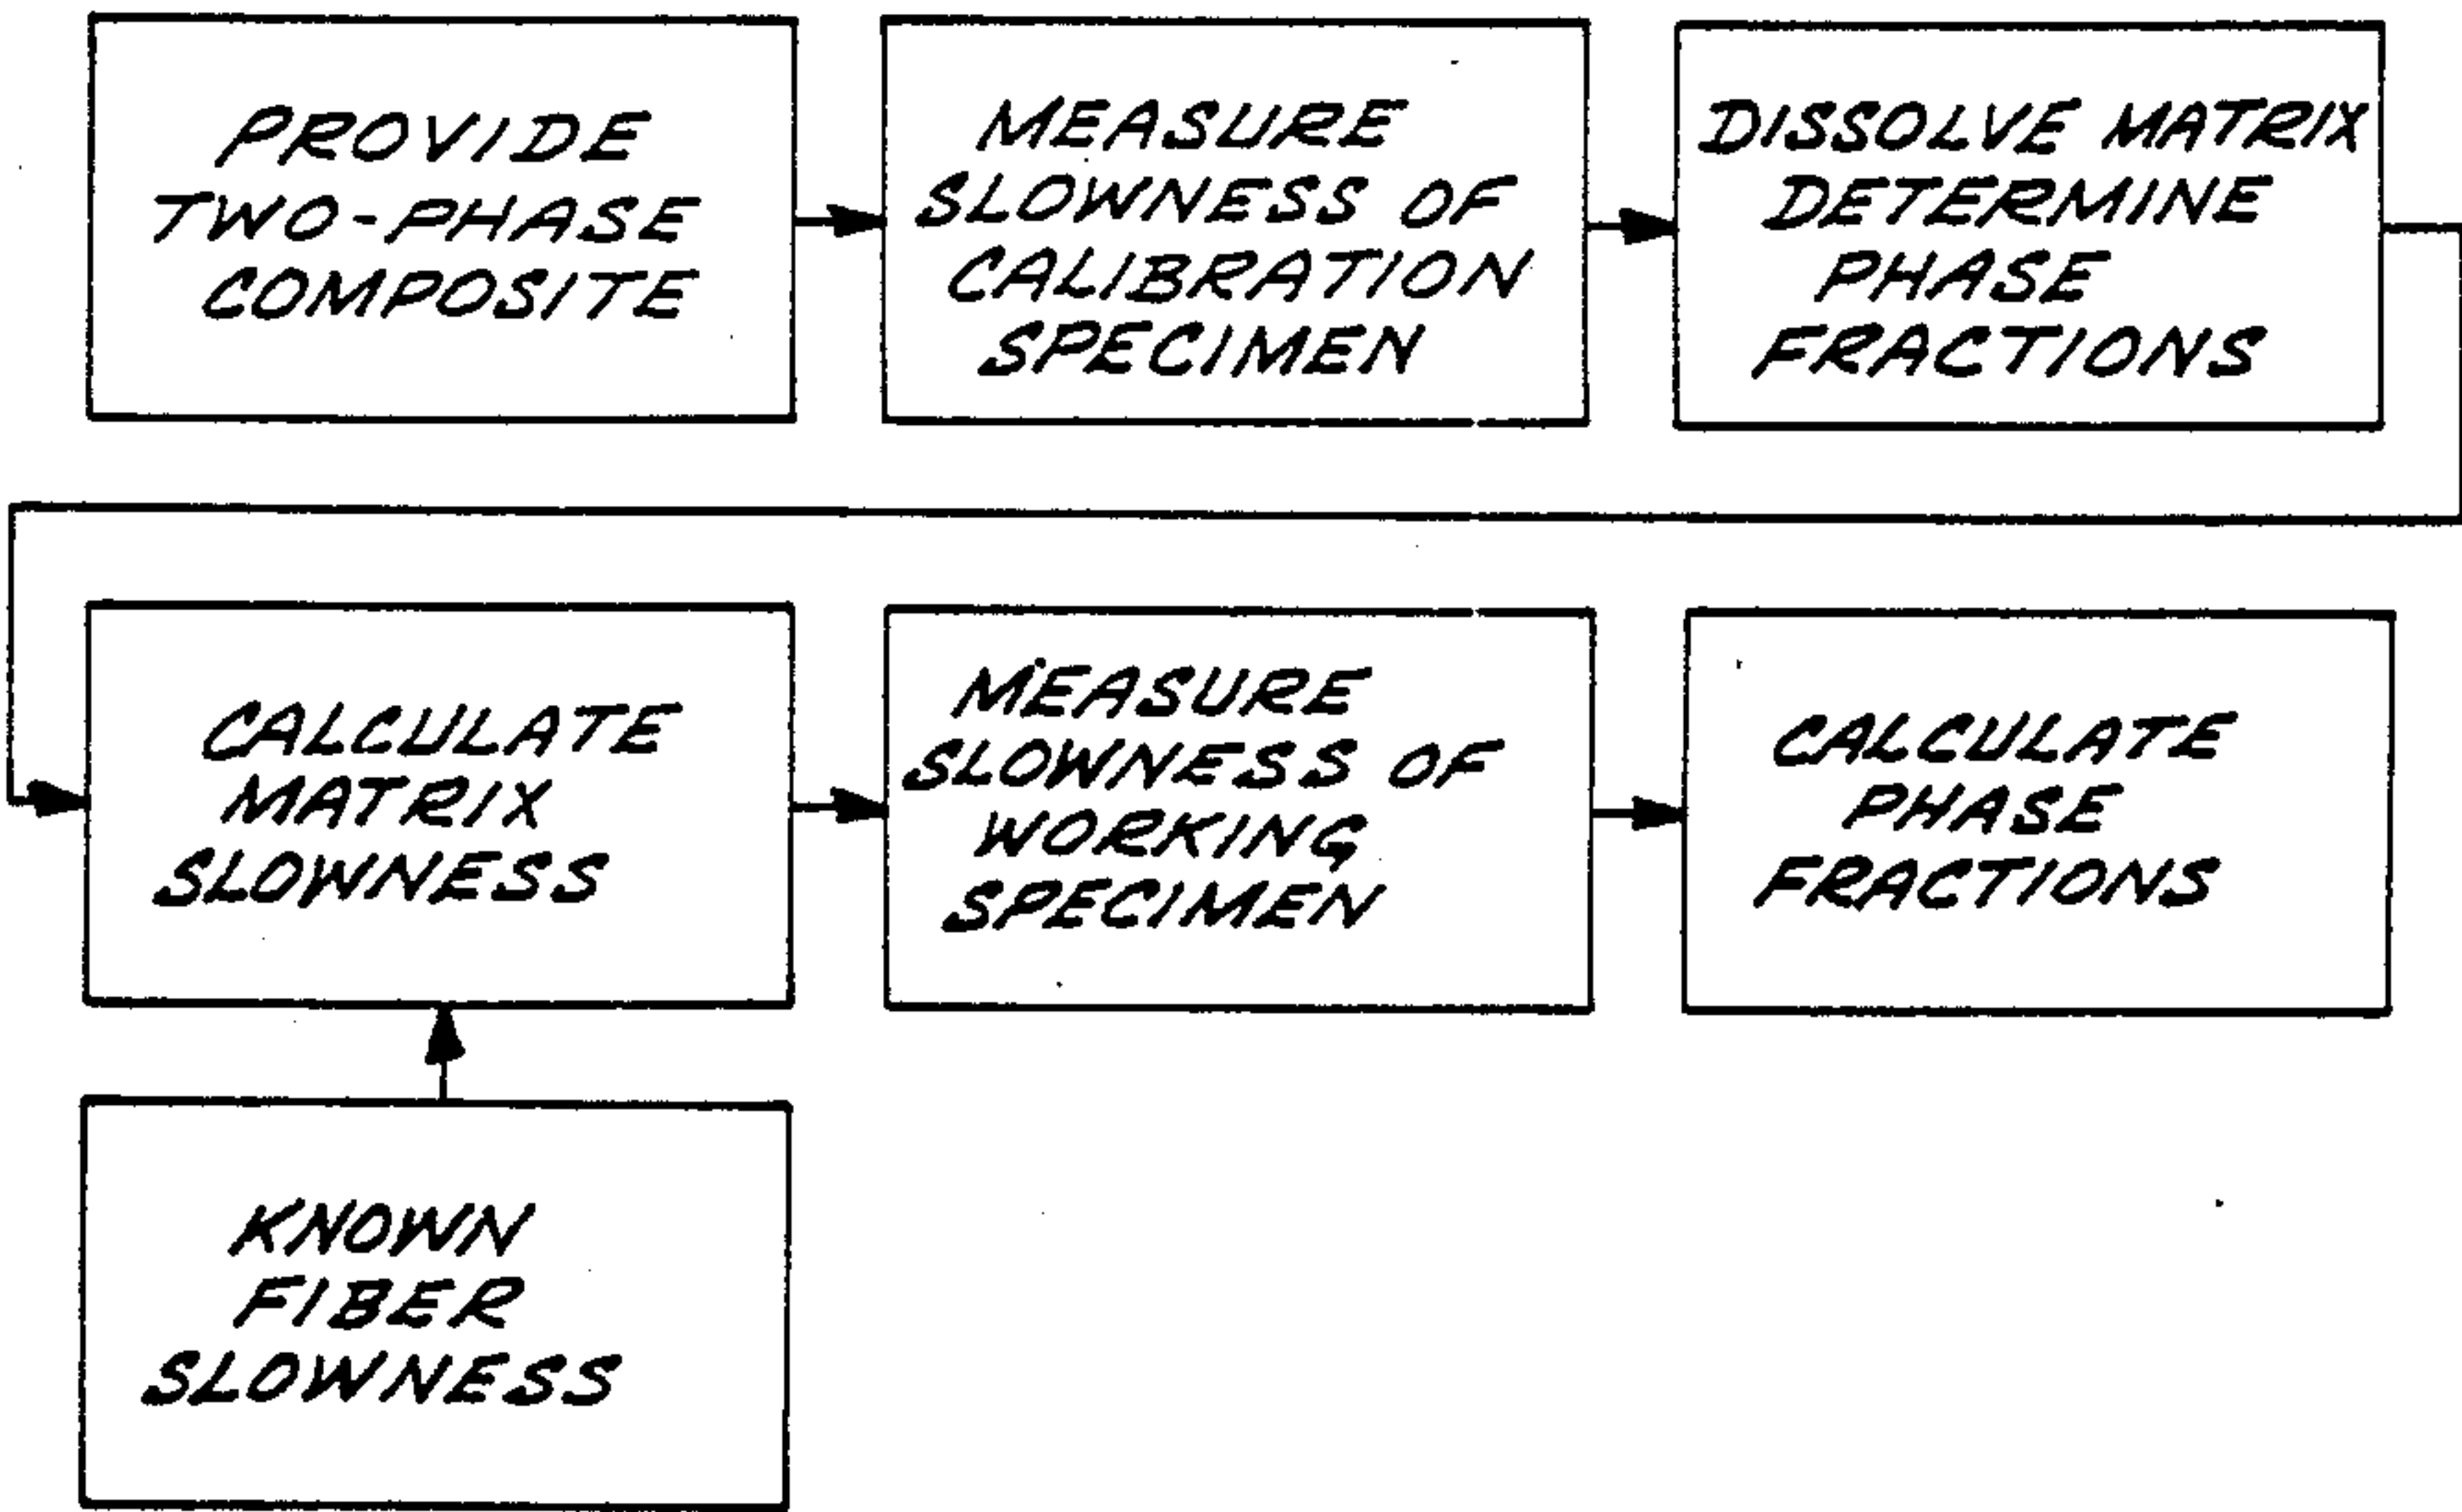 PROVIDE
TWO-PHASE
COMPOSITE
MEASURE
SLOWNESS OF
CALIBRATION
SPECIMEN
DISSOLVE MATRIX
DETERMINE
PHASE
FRACTIONS
CALCULATE
MATRIX
SLOWNESS
MEASURE
SLOWNESS OF
WORKING
SPECIMEN
CALCULATE
PHASE
FRACTIONS
KNOWN
FIBER
SLOWNESS